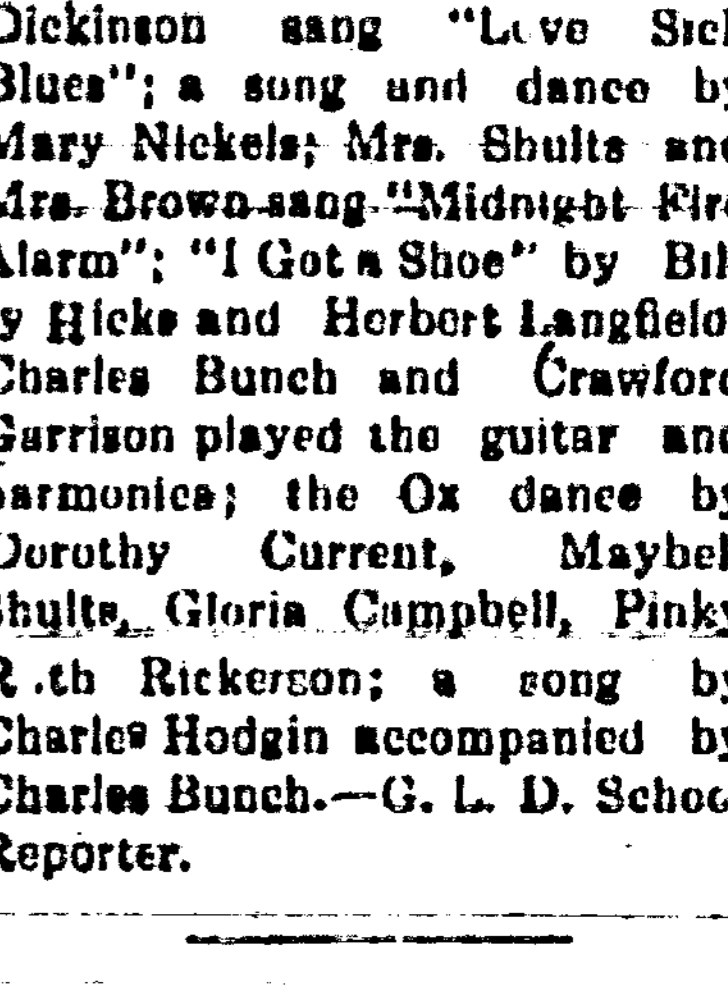 Dickinson sang "Love Sick
Blues"; a song and dance by
Mary Nickels; Mrs. Shults and
Mrs. Brown sang "Midnight Fire
Alarm"; "I Got a Shoe" by Bil-
y Hicks and Herbert Langfield
Charles Bunch and Crawford
Garrison played the guitar and
harmonica; the Ox dance by
Dorothy Current, Maybel
Shults, Gloria Campbell, Pinky
R.th Rickerson; a song by
Charles Hodgin accompanied by
Charles Bunch.—G. L. D. School
Reporter.